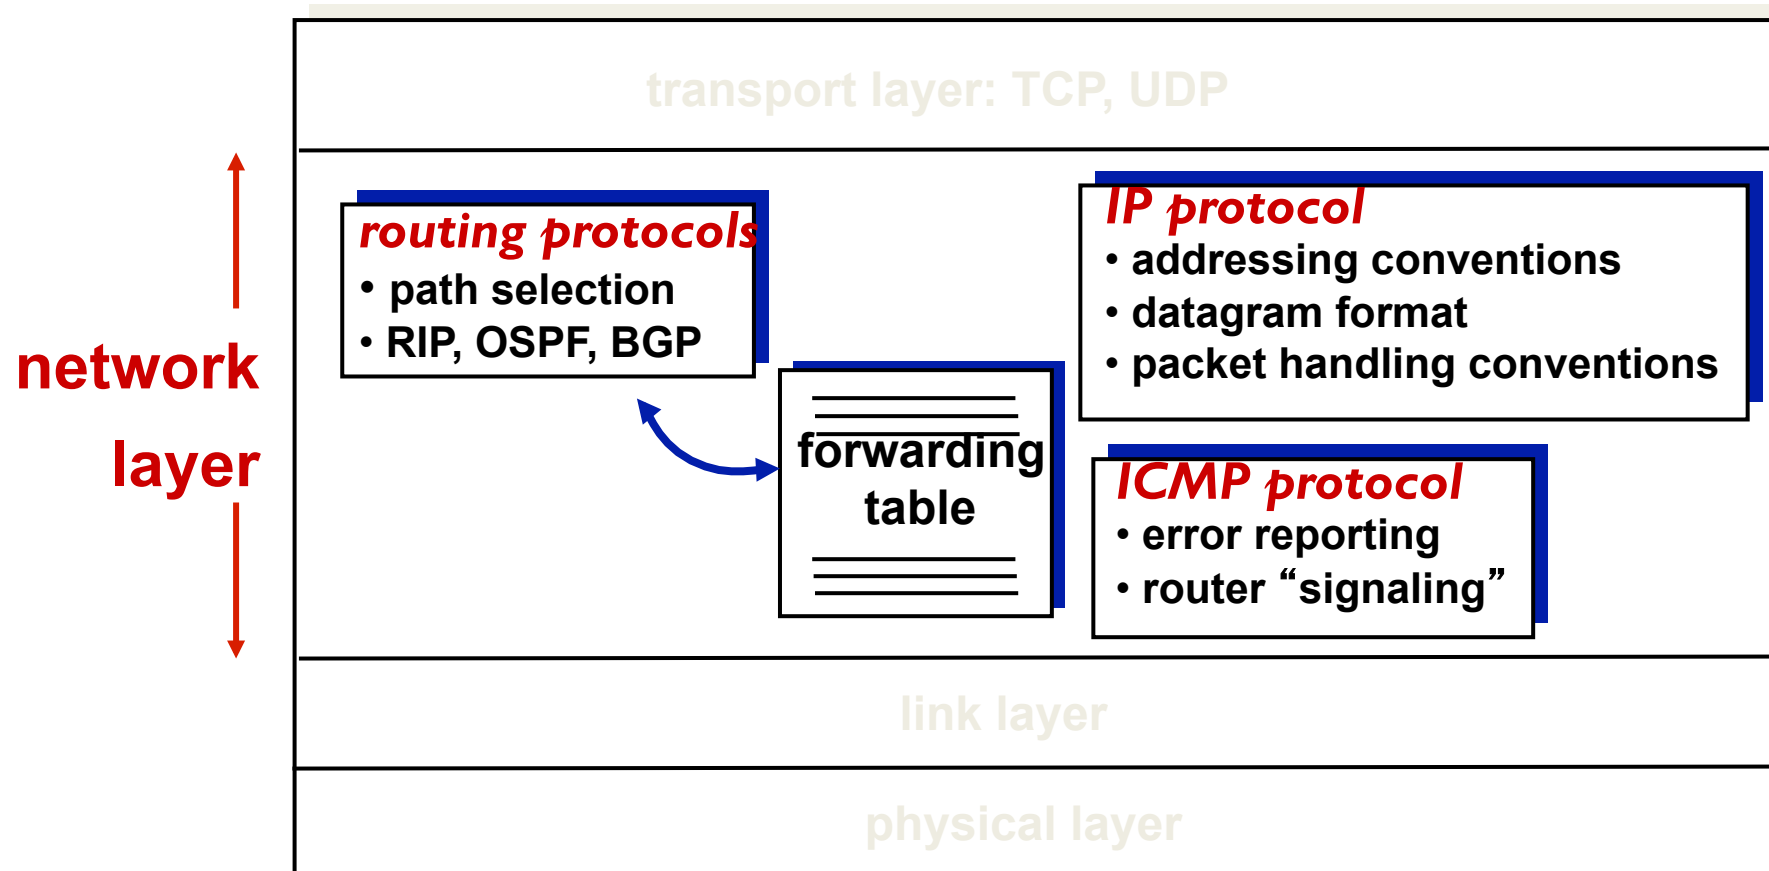 transport layer: TCP, UDP
network
layer
routing protocols
• path selection
• RIP, OSPF, BGP
forwarding
table
IP protocol
• addressing conventions
• datagram format
• packet handling conventions
ICMP protocol
• error reporting
• router “signaling”
link layer
physical layer